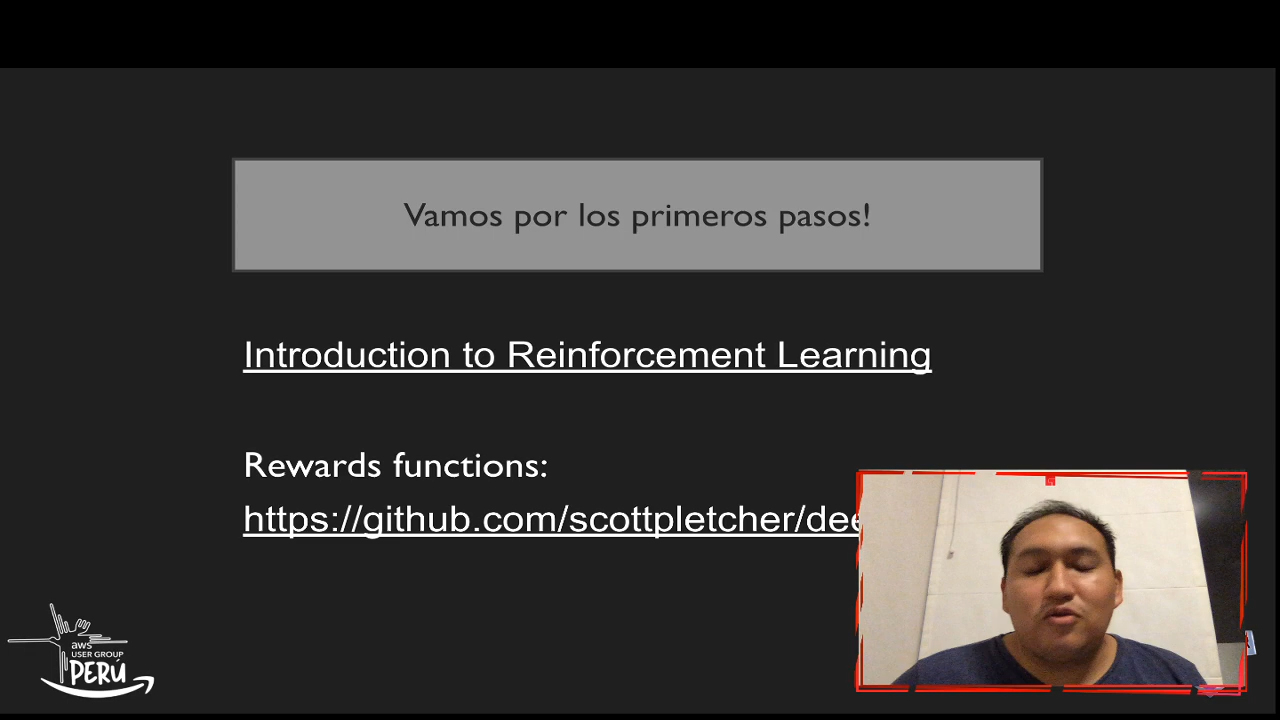 Vamos por los primeros pasos!
Introduction to Reinforcement Learning
Rewards functions:
https://github.com/scottpletcher/dee
aws
USER GROUP
PERÚ